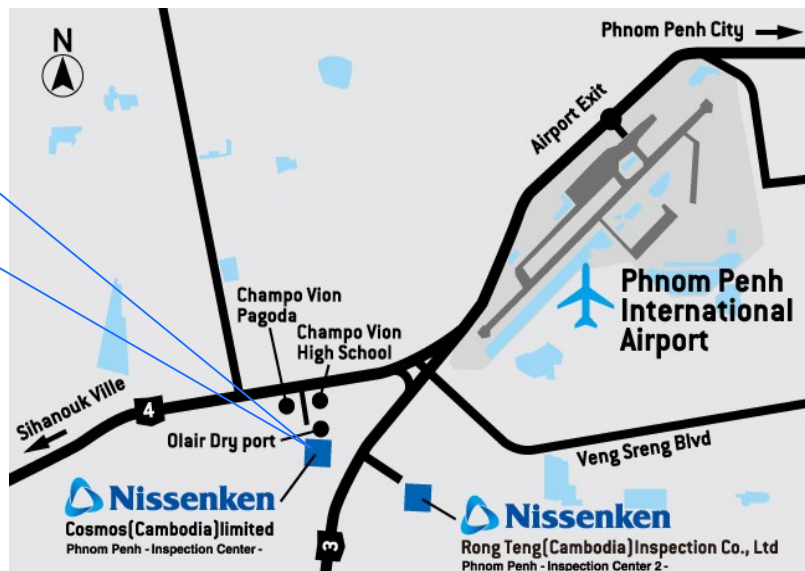 Phnom Penh City
N
Airport Exit
Phnom Penh
International
Airport
Champo Vion
Pagoda
Champo Vion
High School
Sihanouk Ville
4
Olair Dry port
Veng Sreng Blvd
Nissenken
Cosmos(Cambodia)limited
Phnom Penh - Inspection Center -
3
Nissenken
Rong Teng(Cambodia)Inspection Co., Ltd
Phnom Penh - Inspection Center 2 -